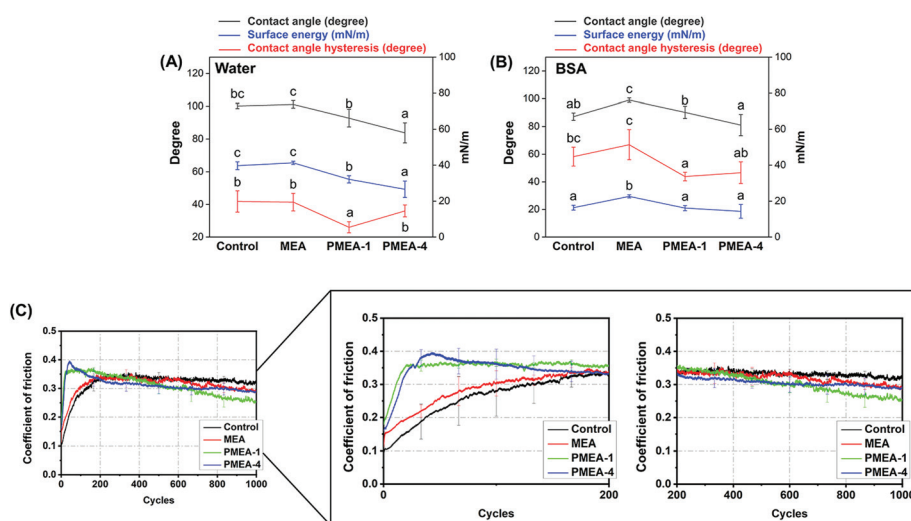 Contact angle (degree)
Surface energy (mN/m)
Contact angle hysteresis (degree)
(A)
Water
120
100
80
60
40
20
Degree
100
80
60
40
20
0
mN/m
bc
c
b
a
c
c
b
a
b
b
a
b
Control
MEA
PMEA-1
PMEA-4
Contact angle (degree)
Surface energy (mN/m)
Contact angle hysteresis (degree)
(B)
BSA
120
100
80
60
40
20
0
Degree
100
80
60
40
20
0
mN/m
ab
c
b
a
bc
c
a
ab
a
b
a
a
Control
MEA
PMEA-1
PMEA-4
(C)
Coefficient of friction
0.5
0.4
0.3
0.2
0.1
0.0
Control
MEA
PMEA-1
PMEA-4
0
200
400
600
800
1000
Cycles
Coefficient of friction
0.5
0.4
0.3
0.2
0.1
0.0
Control
MEA
PMEA-1
PMEA-4
0
200
Cycles
Coefficient of friction
0.5
0.4
0.3
0.2
0.1
0.0
Control
MEA
PMEA-1
PMEA-4
200
400
600
800
1000
Cycles